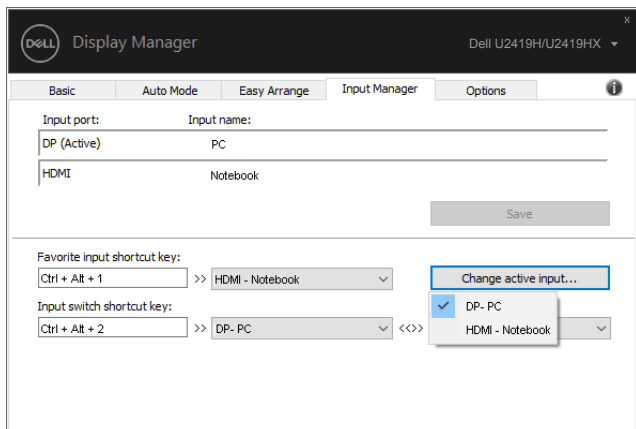 x
DELL Display Manager Dell U2419H/U2419HX
Basic Auto Mode Easy Arrange Input Manager Options i
Input port: Input name:
DP (Active) PC
HDMI Notebook
Save
Favorite input shortcut key:
Ctrl + Alt + 1 >> HDMI - Notebook Change active input...
Input switch shortcut key:
Ctrl + Alt + 2 >> DP- PC <<>>
DP- PC
HDMI - Notebook